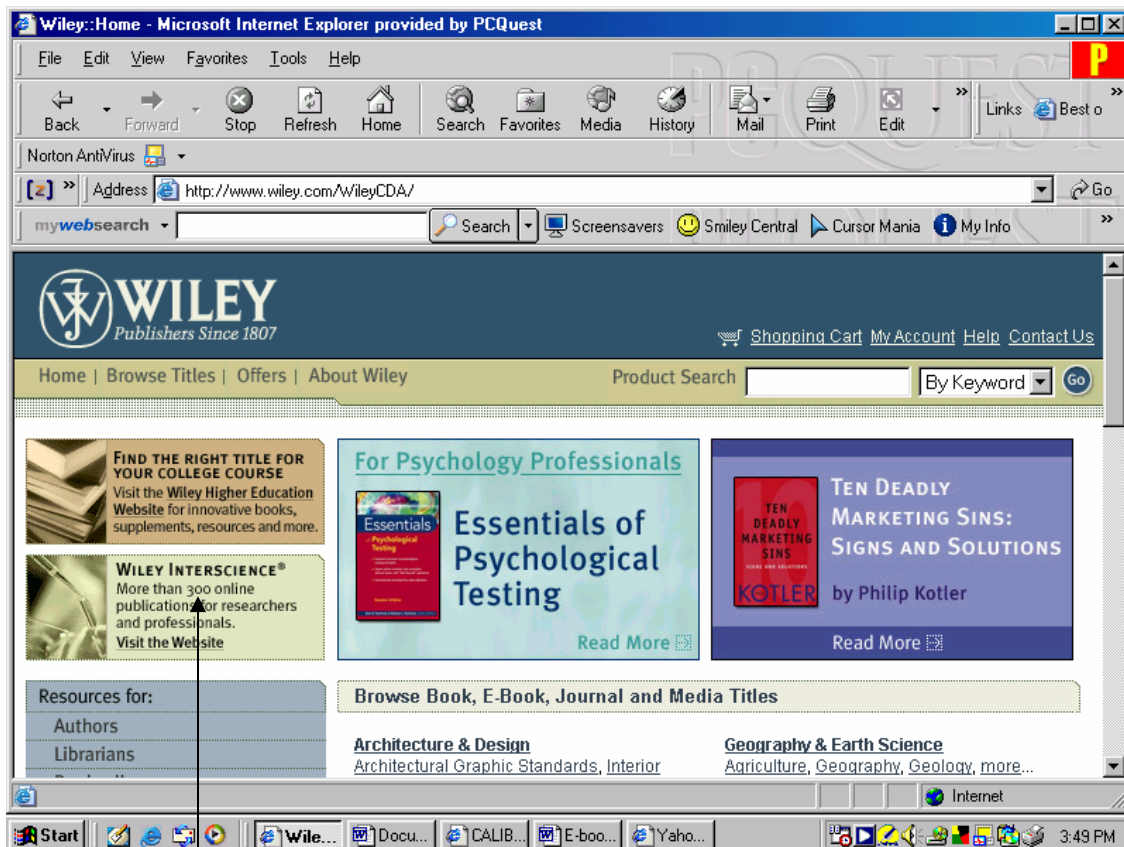 Wiley::Home - Microsoft Internet Explorer provided by PCQuest
File Edit View Favorites Tools Help
P
Back Forward Stop Refresh Home Search Favorites Media History Mail Print Edit » Links Best o »
PCQUEST
Norton AntiVirus
[z] » Address http://www.wiley.com/WileyCDA/ Go
mywebsearch Search Screensavers Smiley Central Cursor Mania My Info »
WILEY
Publishers Since 1807
Shopping Cart My Account Help Contact Us
Home | Browse Titles | Offers | About Wiley Product Search By Keyword GO
FIND THE RIGHT TITLE FOR
YOUR COLLEGE COURSE
Visit the Wiley Higher Education
Website for innovative books,
supplements, resources and more.
WILEY INTERSCIENCE®
More than 300 online
publications for researchers
and professionals.
Visit the Website
For Psychology Professionals
Essentials
of Psychological
Testing
Essentials of
Psychological
Testing
Read More
TEN
DEADLY
MARKETING
SINS
SIGNS AND SOLUTIONS
KOTLER
TEN DEADLY
MARKETING SINS:
SIGNS AND SOLUTIONS
by Philip Kotler
Read More
Resources for:
Authors
Librarians
Browse Book, E-Book, Journal and Media Titles
Architecture & Design
Architectural Graphic Standards, Interior
Geography & Earth Science
Agriculture, Geography, Geology, more...
Internet
Start Wile... Docu... CALIB... E-boo... Yaho... 3:49 PM